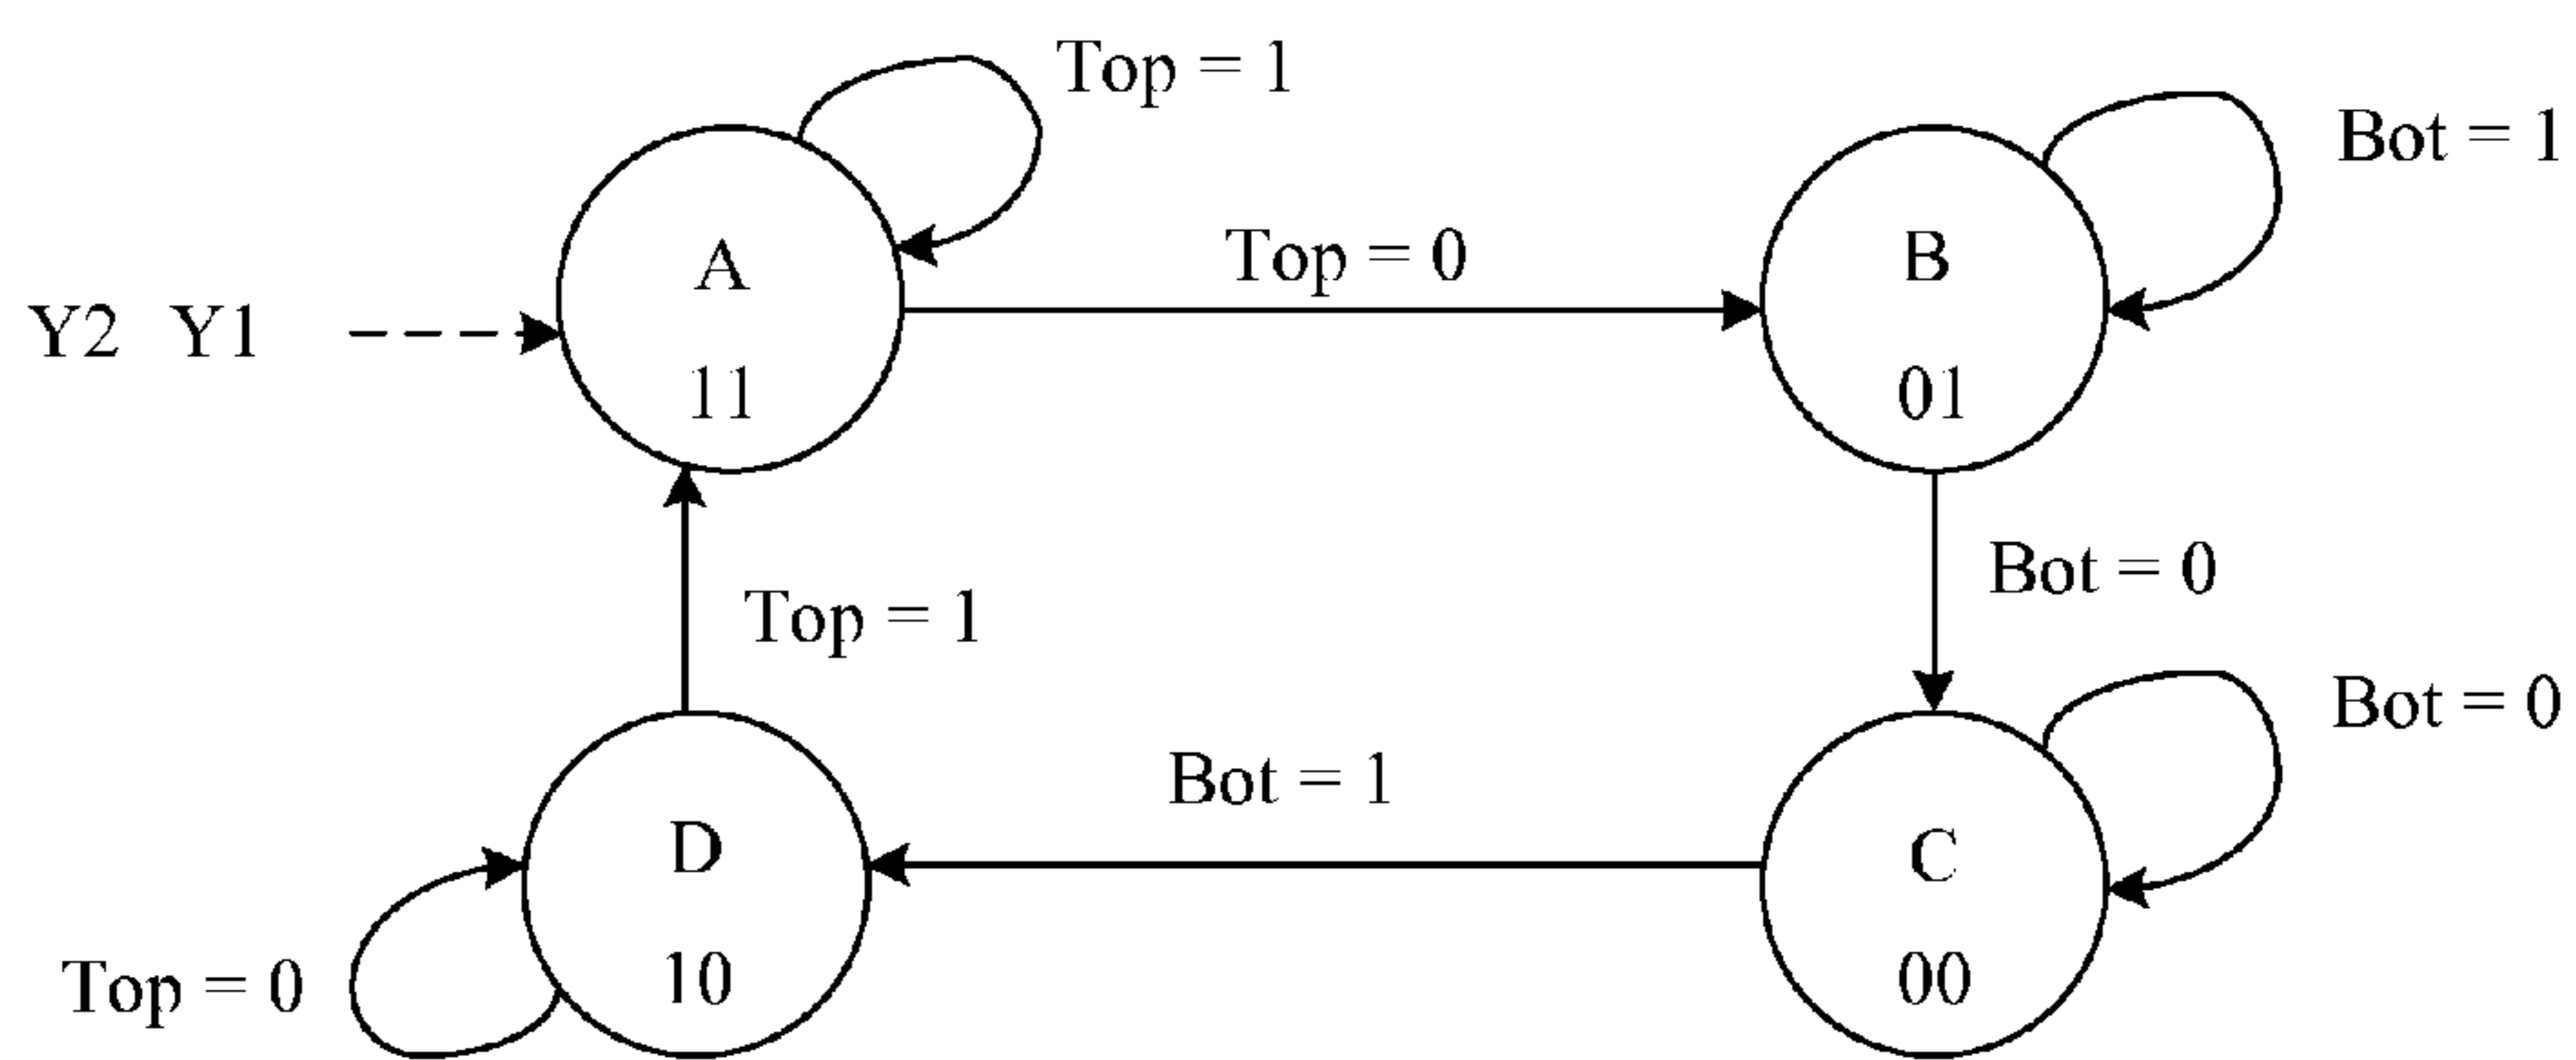 Top = 1
Bot = 1
A
Top = 0
B
Y2 Y1
11
01
Top = 1
Bot = 0
D
Bot = 1
C
Bot = 0
Top = 0
10
00